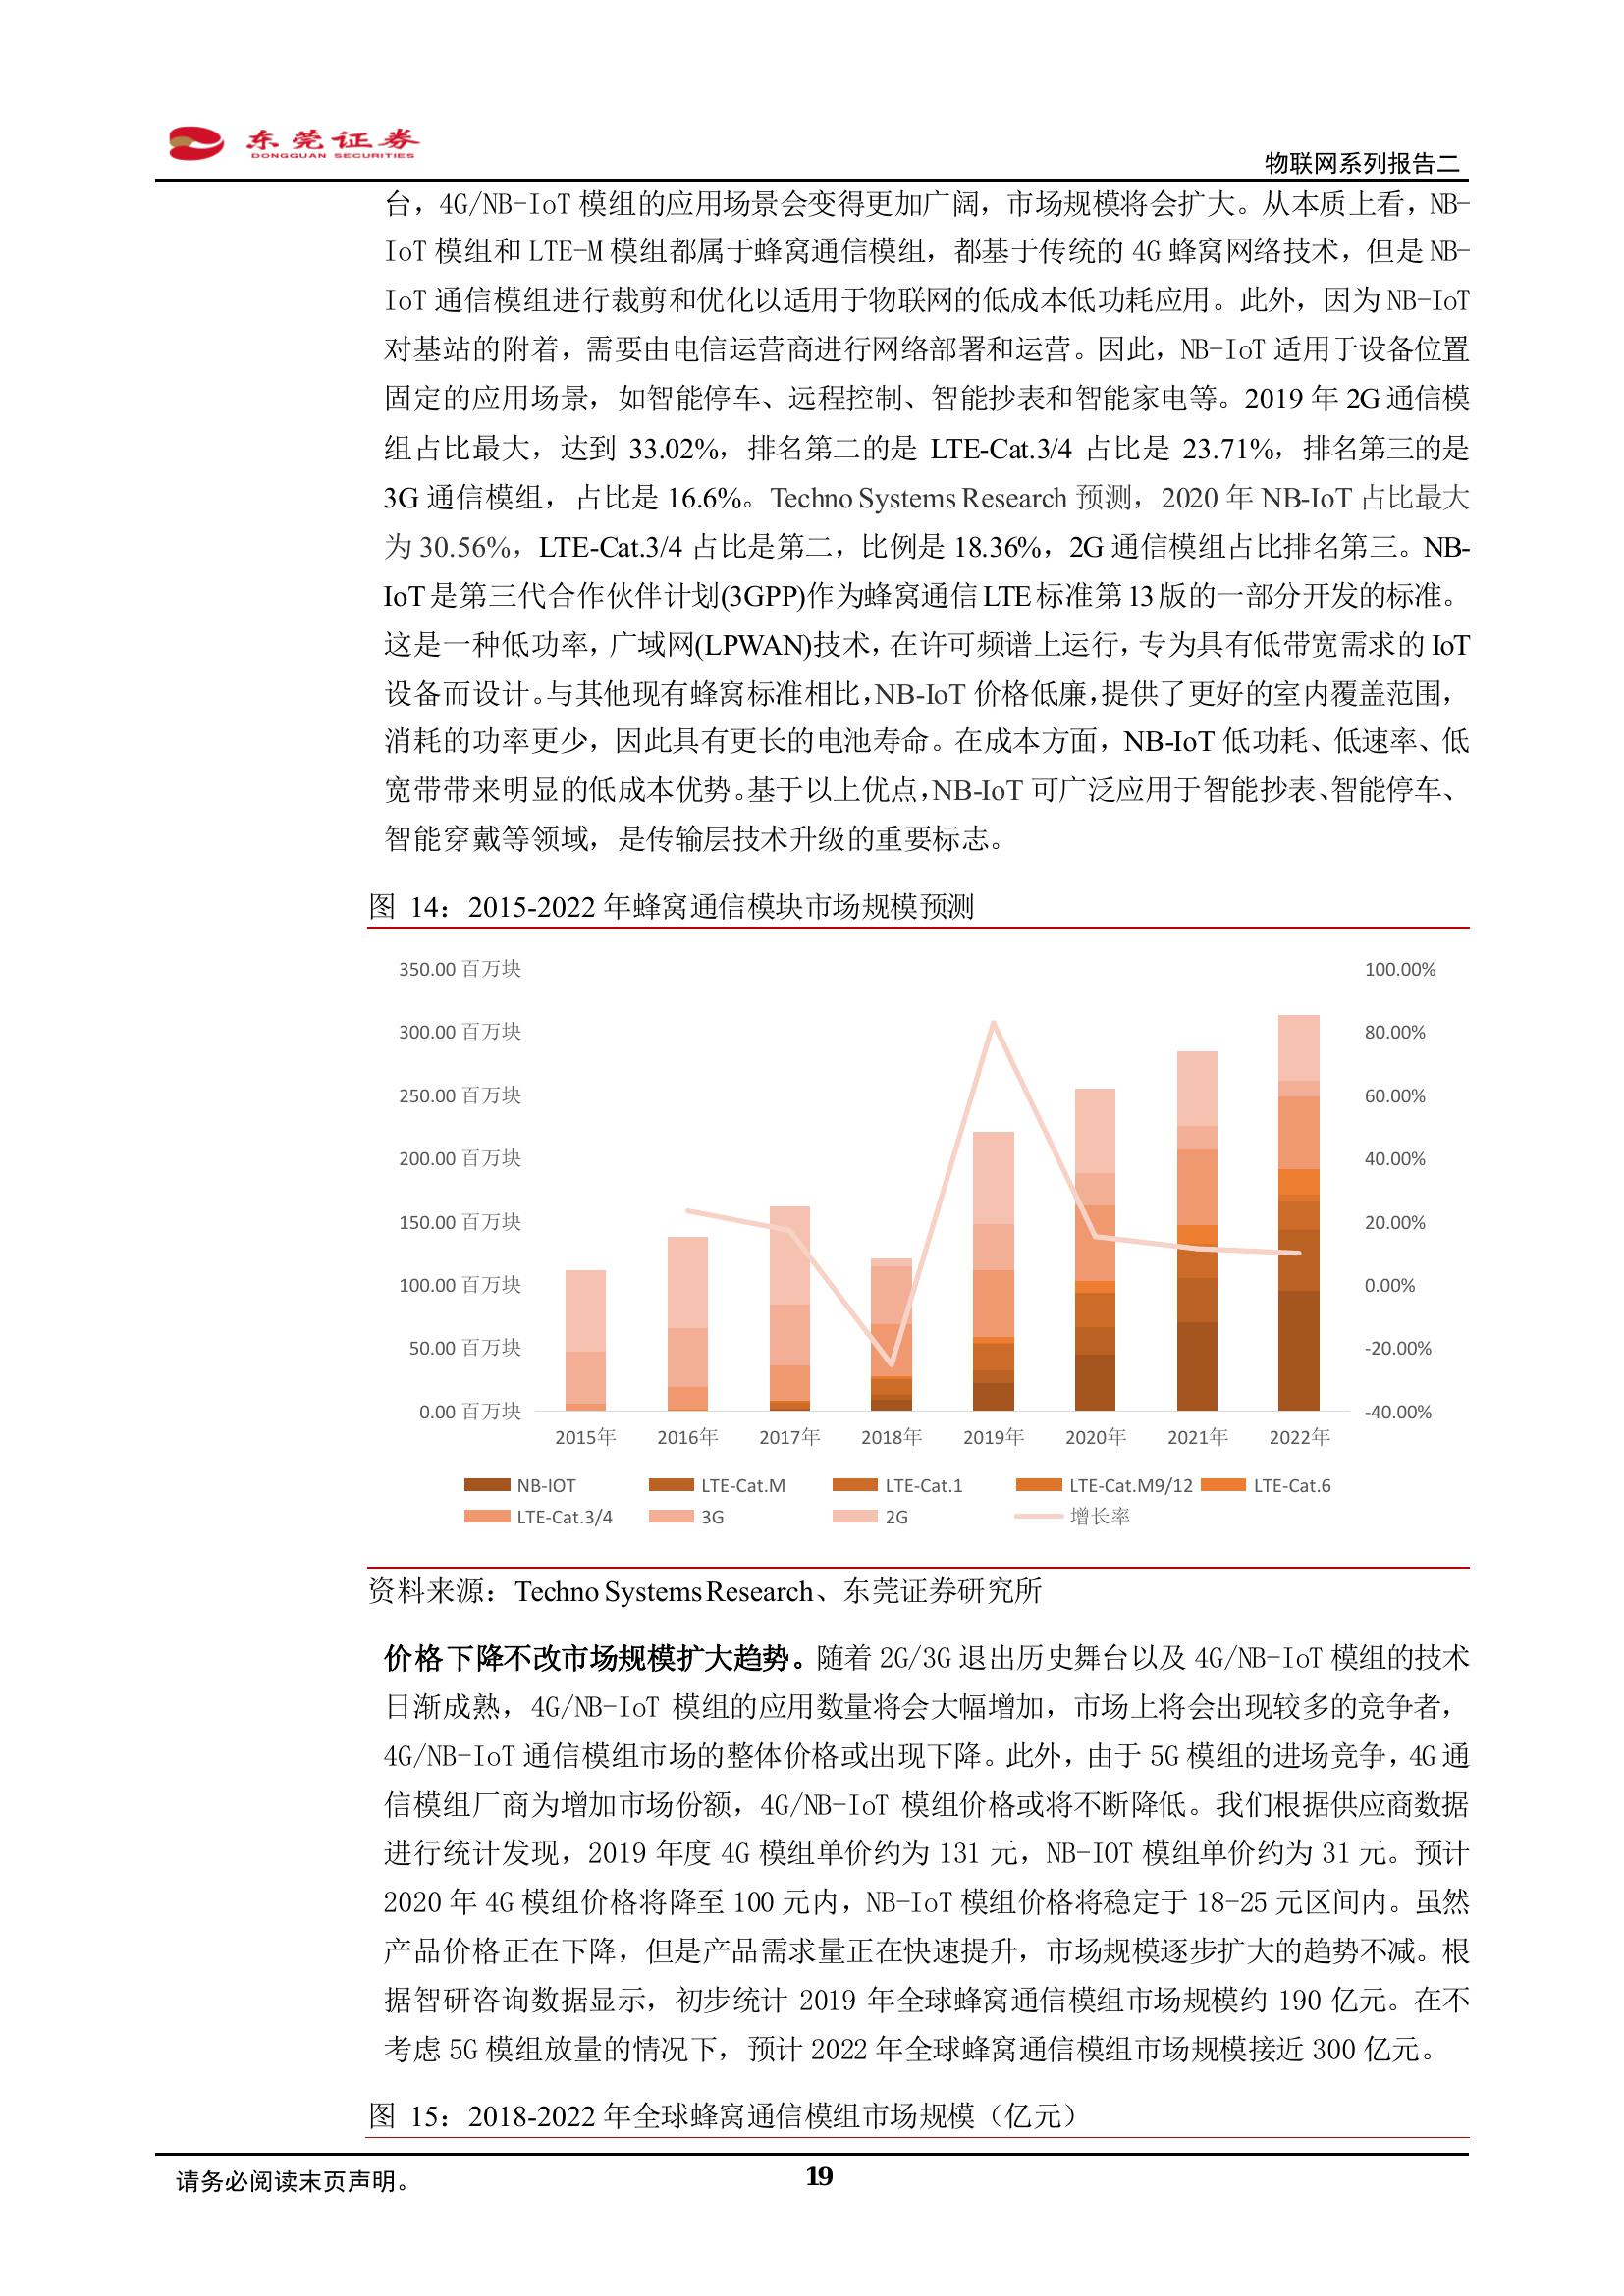 东莞证券
DONGGUAN SECURITIES
物联网系列报告二
台，4G/NB-IoT 模组的应用场景会变得更加广阔，市场规模将会扩大。从本质上看，NB-
IoT 模组和 LTE-M 模组都属于蜂窝通信模组，都基于传统的 4G 蜂窝网络技术，但是 NB-
IoT 通信模组进行裁剪和优化以适用于物联网的低成本低功耗应用。此外，因为 NB-IoT
对基站的附着，需要由电信运营商进行网络部署和运营。因此，NB-IoT 适用于设备位置
固定的应用场景，如智能停车、远程控制、智能抄表和智能家电等。2019 年 2G 通信模
组占比最大，达到 33.02%，排名第二的是 LTE-Cat.3/4 占比是 23.71%，排名第三的是
3G 通信模组，占比是 16.6%。Techno Systems Research 预测，2020 年 NB-IoT 占比最大
为 30.56%，LTE-Cat.3/4 占比是第二，比例是 18.36%，2G 通信模组占比排名第三。NB-
IoT 是第三代合作伙伴计划(3GPP)作为蜂窝通信 LTE 标准第 13 版的一部分开发的标准。
这是一种低功率，广域网(LPWAN)技术，在许可频谱上运行，专为具有低带宽需求的 IoT
设备而设计。与其他现有蜂窝标准相比，NB-IoT 价格低廉，提供了更好的室内覆盖范围，
消耗的功率更少，因此具有更长的电池寿命。在成本方面，NB-IoT 低功耗、低速率、低
宽带带来明显的低成本优势。基于以上优点，NB-IoT 可广泛应用于智能抄表、智能停车、
智能穿戴等领域，是传输层技术升级的重要标志。
图 14：2015-2022 年蜂窝通信模块市场规模预测
350.00 百万块 100.00%
300.00 百万块 80.00%
250.00 百万块 60.00%
200.00 百万块 40.00%
150.00 百万块 20.00%
100.00 百万块 0.00%
50.00 百万块 -20.00%
0.00 百万块 -40.00%
2015年 2016年 2017年 2018年 2019年 2020年 2021年 2022年
NB-IOT LTE-Cat.M LTE-Cat.1 LTE-Cat.M9/12 LTE-Cat.6
LTE-Cat.3/4 3G 2G 增长率
资料来源：Techno Systems Research、东莞证券研究所
价格下降不改市场规模扩大趋势。随着 2G/3G 退出历史舞台以及 4G/NB-IoT 模组的技术
日渐成熟，4G/NB-IoT 模组的应用数量将会大幅增加，市场上将会出现较多的竞争者，
4G/NB-IoT 通信模组市场的整体价格或出现下降。此外，由于 5G 模组的进场竞争，4G 通
信模组厂商为增加市场份额，4G/NB-IoT 模组价格或将不断降低。我们根据供应商数据
进行统计发现，2019 年度 4G 模组单价约为 131 元，NB-IOT 模组单价约为 31 元。预计
2020 年 4G 模组价格将降至 100 元内，NB-IoT 模组价格将稳定于 18-25 元区间内。虽然
产品价格正在下降，但是产品需求量正在快速提升，市场规模逐步扩大的趋势不减。根
据智研咨询数据显示，初步统计 2019 年全球蜂窝通信模组市场规模约 190 亿元。在不
考虑 5G 模组放量的情况下，预计 2022 年全球蜂窝通信模组市场规模接近 300 亿元。
图 15：2018-2022 年全球蜂窝通信模组市场规模（亿元）
请务必阅读末页声明。
19